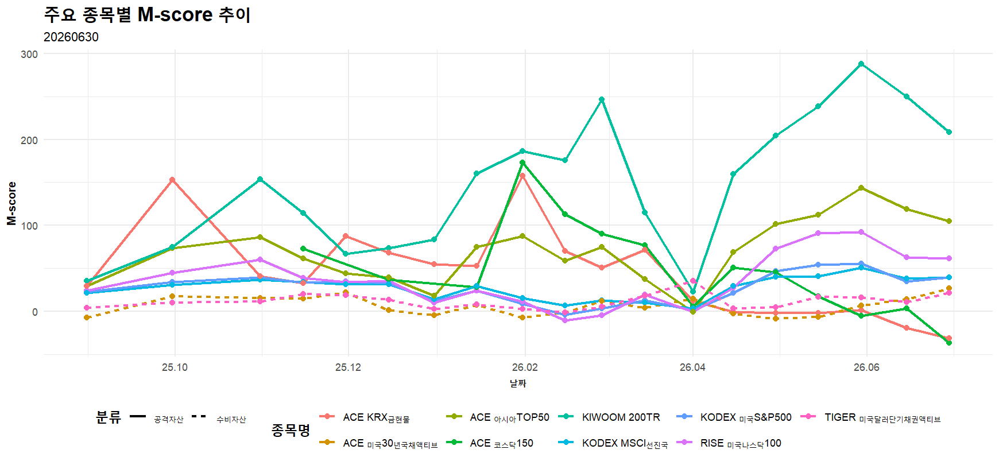 주요 종목별 M-score 추이
20260630
300
200
100
0
M-score
25.10 25.12 26.02 26.04 26.06
날짜
분류 공격자산 수비자산
종목명
ACE KRX금현물 ACE 아시아TOP50 KIWOOM 200TR KODEX 미국S&P500 TIGER 미국달러단기채권액티브
ACE 미국30년국채액티브 ACE 코스닥150 KODEX MSCI선진국 RISE 미국나스닥100